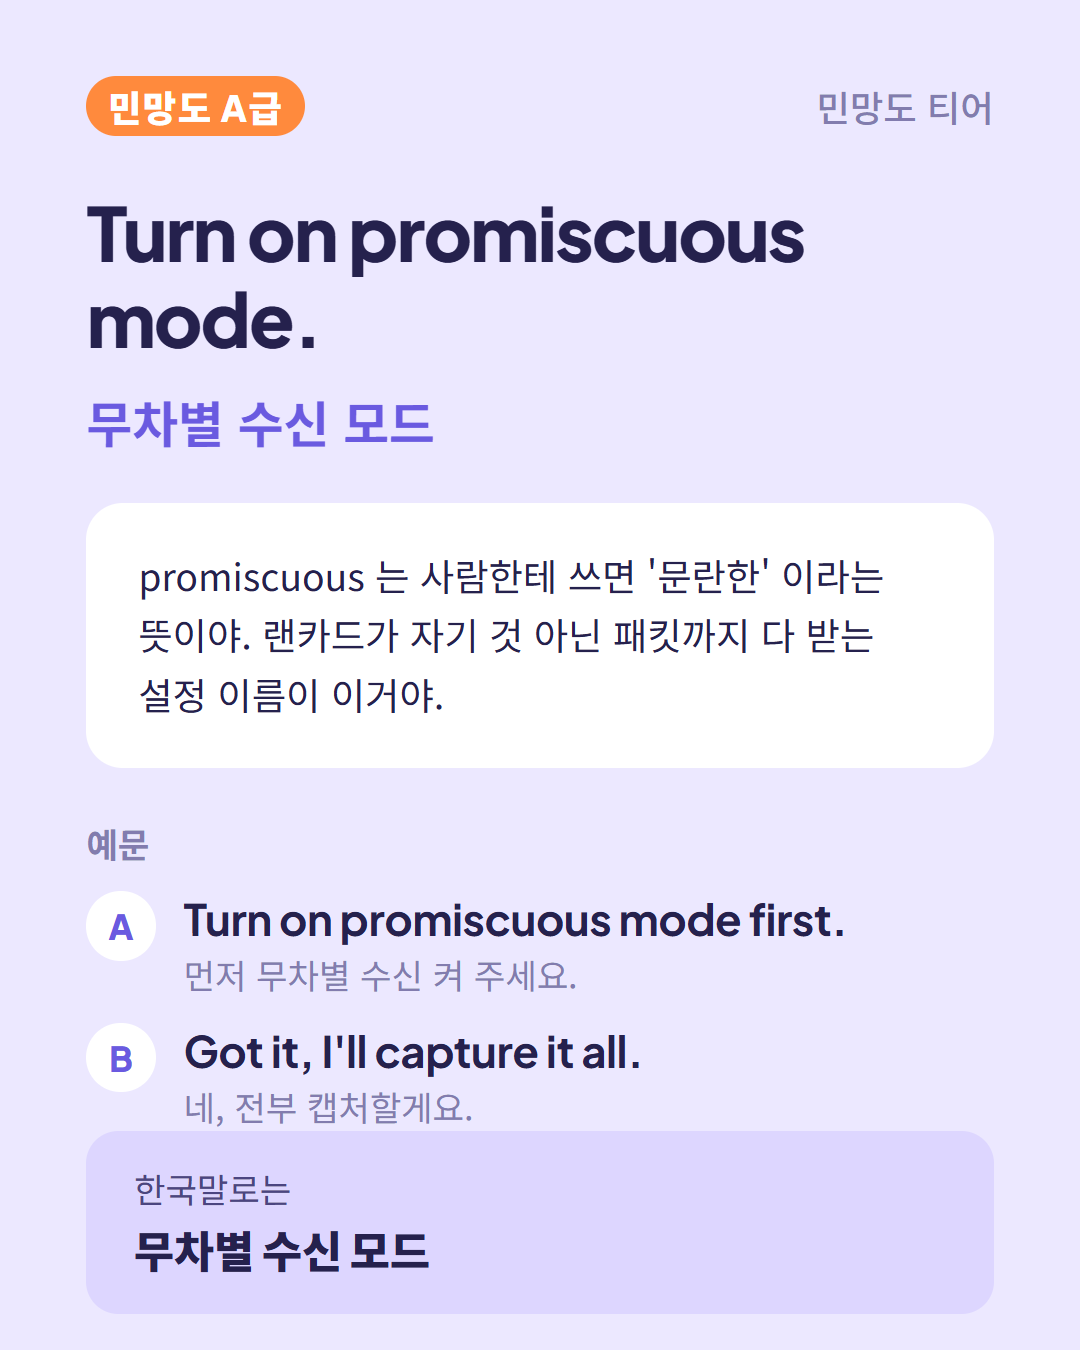 민망도 A급
민망도 티어
Turn on promiscuous
mode.
무차별 수신 모드
promiscuous 는 사람한테 쓰면 '문란한' 이라는
뜻이야. 랜카드가 자기 것 아닌 패킷까지 다 받는
설정 이름이 이거야.
예문
A
Turn on promiscuous mode first.
먼저 무차별 수신 켜 주세요.
B
Got it, I'll capture it all.
네, 전부 캡처할게요.
한국말로는
무차별 수신 모드